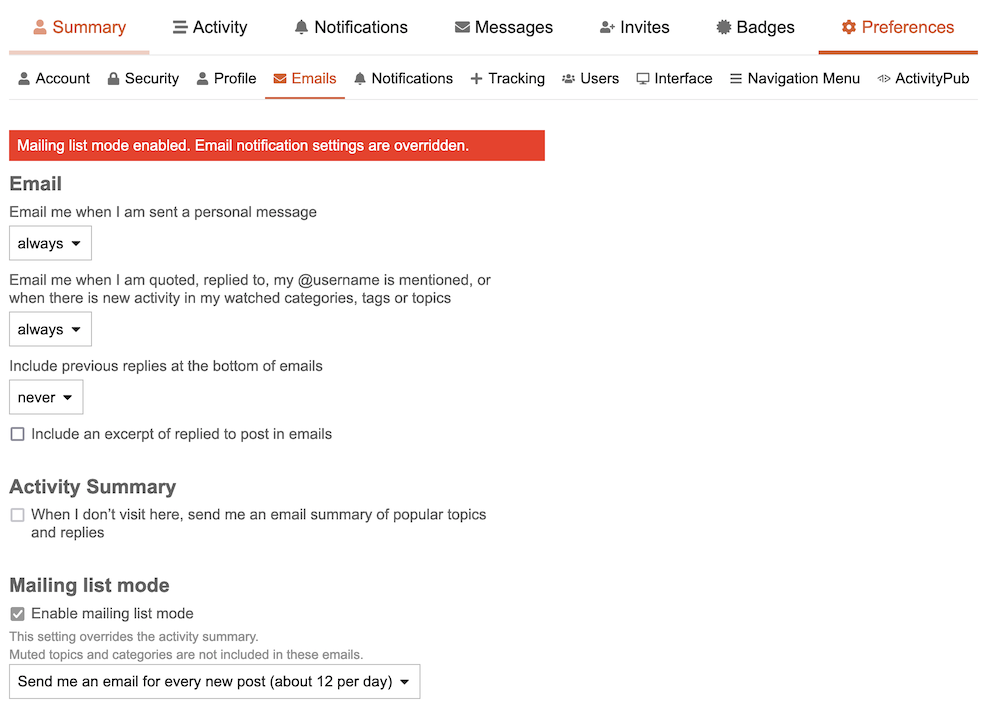 Summary Activity Notifications Messages Invites Badges Preferences
Account Security Profile Emails Notifications Tracking Users Interface Navigation Menu ActivityPub
Mailing list mode enabled. Email notification settings are overridden.
Email
Email me when I am sent a personal message
always
Email me when I am quoted, replied to, my @username is mentioned, or
when there is new activity in my watched categories, tags or topics
always
Include previous replies at the bottom of emails
never
Include an excerpt of replied to post in emails
Activity Summary
When I don’t visit here, send me an email summary of popular topics
and replies
Mailing list mode
Enable mailing list mode
This setting overrides the activity summary.
Muted topics and categories are not included in these emails.
Send me an email for every new post (about 12 per day)